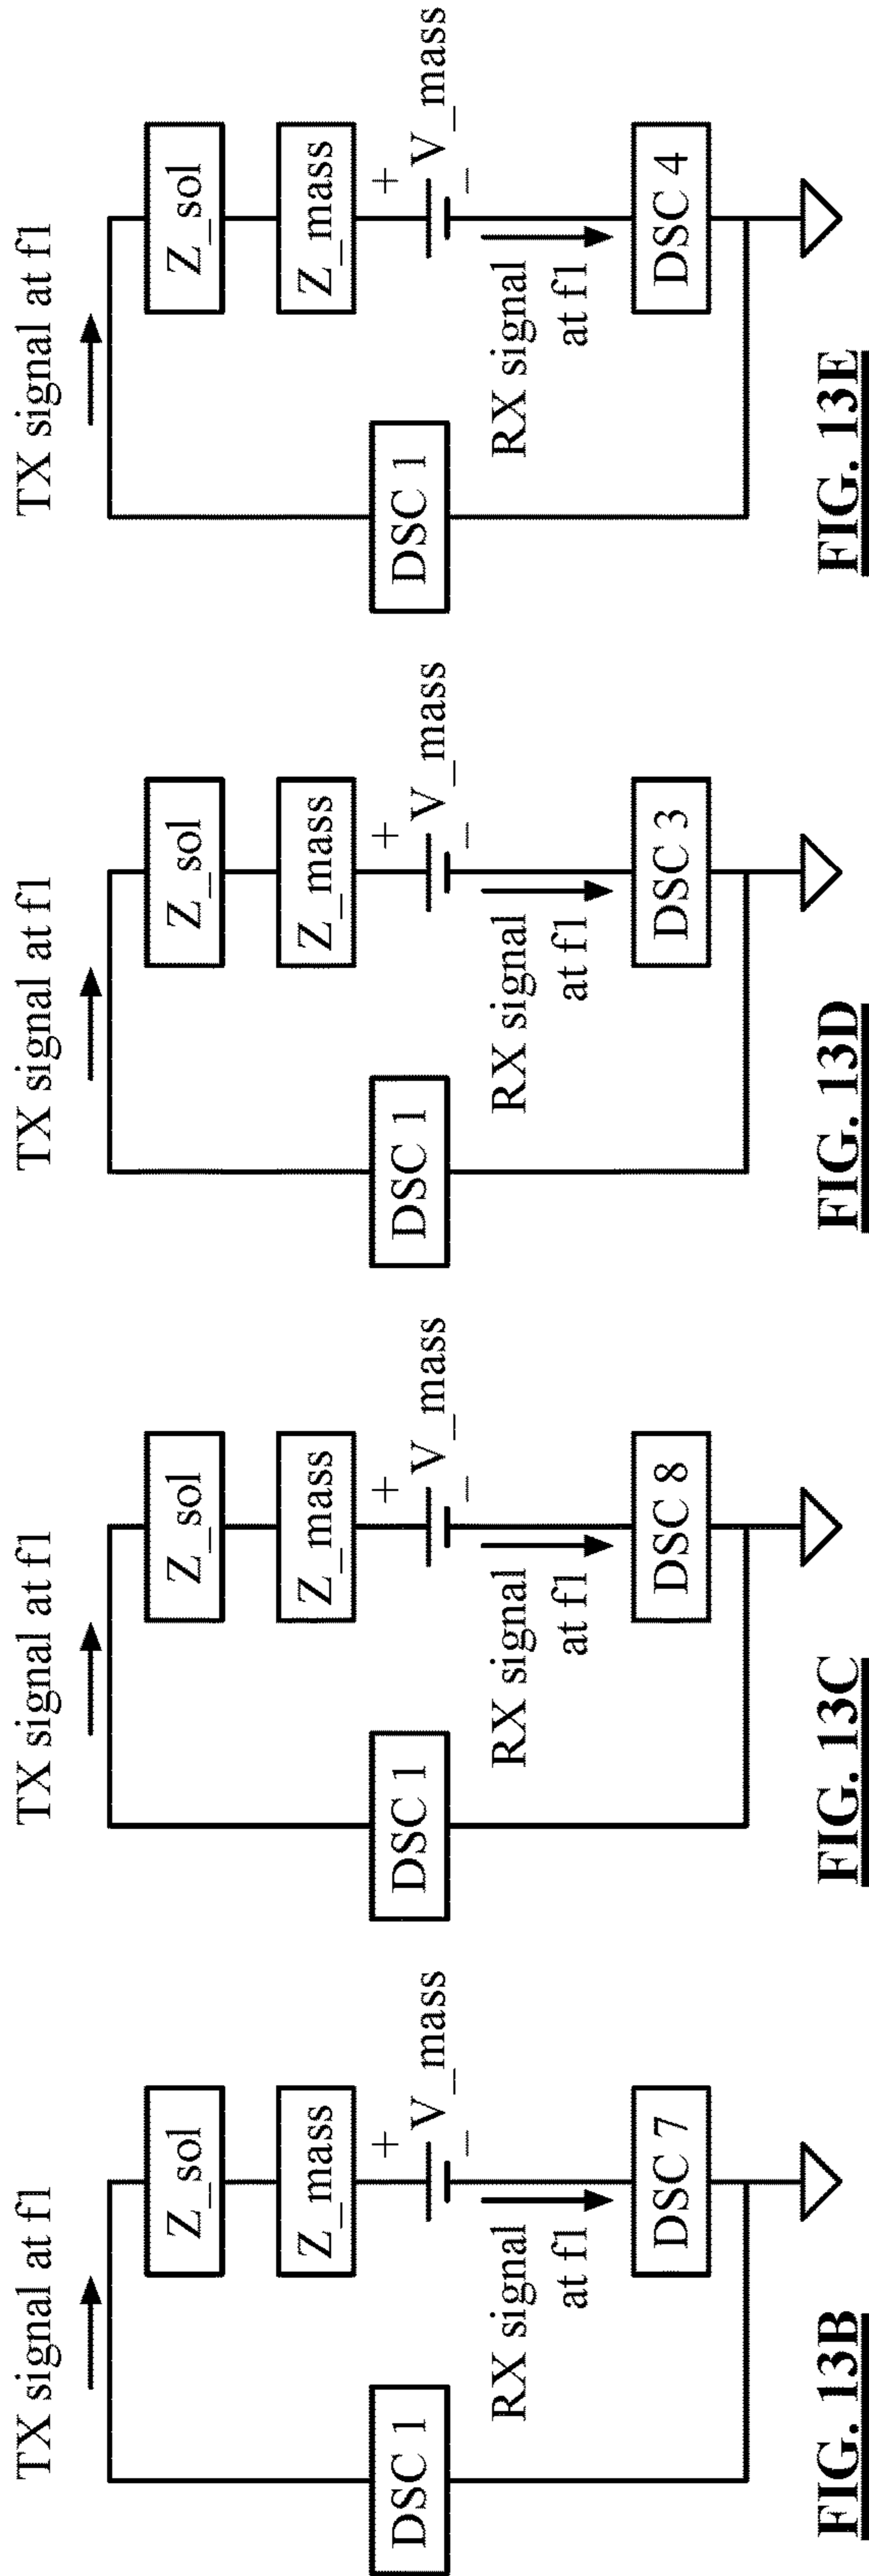 TX signal at f1
Z_sol
Z_mass
+
V_mass
−
DSC 1
RX signal
at f1
DSC 7
FIG. 13B
TX signal at f1
Z_sol
Z_mass
+
V_mass
−
DSC 1
RX signal
at f1
DSC 8
FIG. 13C
TX signal at f1
Z_sol
Z_mass
+
V_mass
−
DSC 1
RX signal
at f1
DSC 3
FIG. 13D
TX signal at f1
Z_sol
Z_mass
+
V_mass
−
DSC 1
RX signal
at f1
DSC 4
FIG. 13E